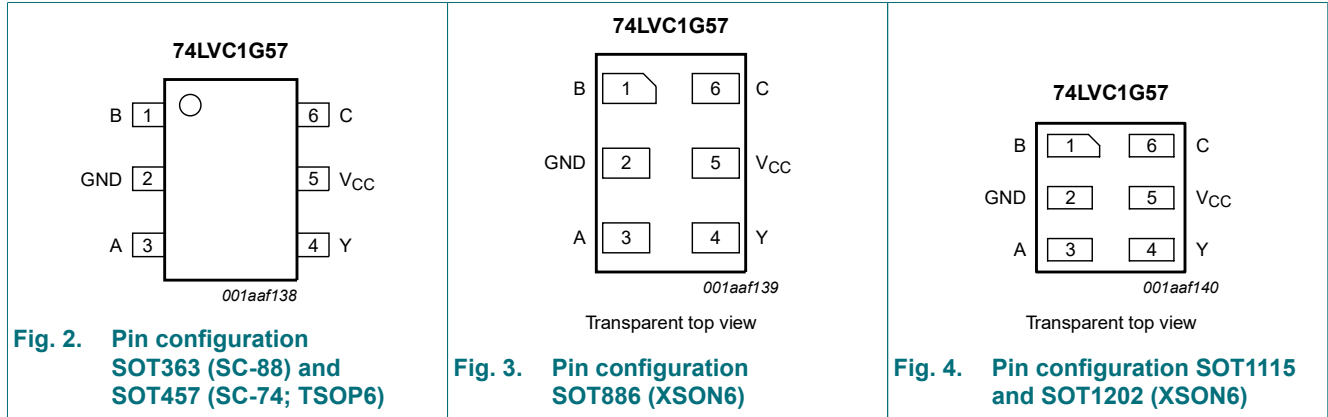 74LVC1G57
B 1 6 C
GND 2 5 VCC
A 3 4 Y
001aaf138
Fig. 2. Pin configuration
SOT363 (SC-88) and
SOT457 (SC-74; TSOP6)
74LVC1G57
B 1 6 C
GND 2 5 VCC
A 3 4 Y
001aaf139
Transparent top view
Fig. 3. Pin configuration
SOT886 (XSON6)
74LVC1G57
B 1 6 C
GND 2 5 VCC
A 3 4 Y
001aaf140
Transparent top view
Fig. 4. Pin configuration SOT1115
and SOT1202 (XSON6)